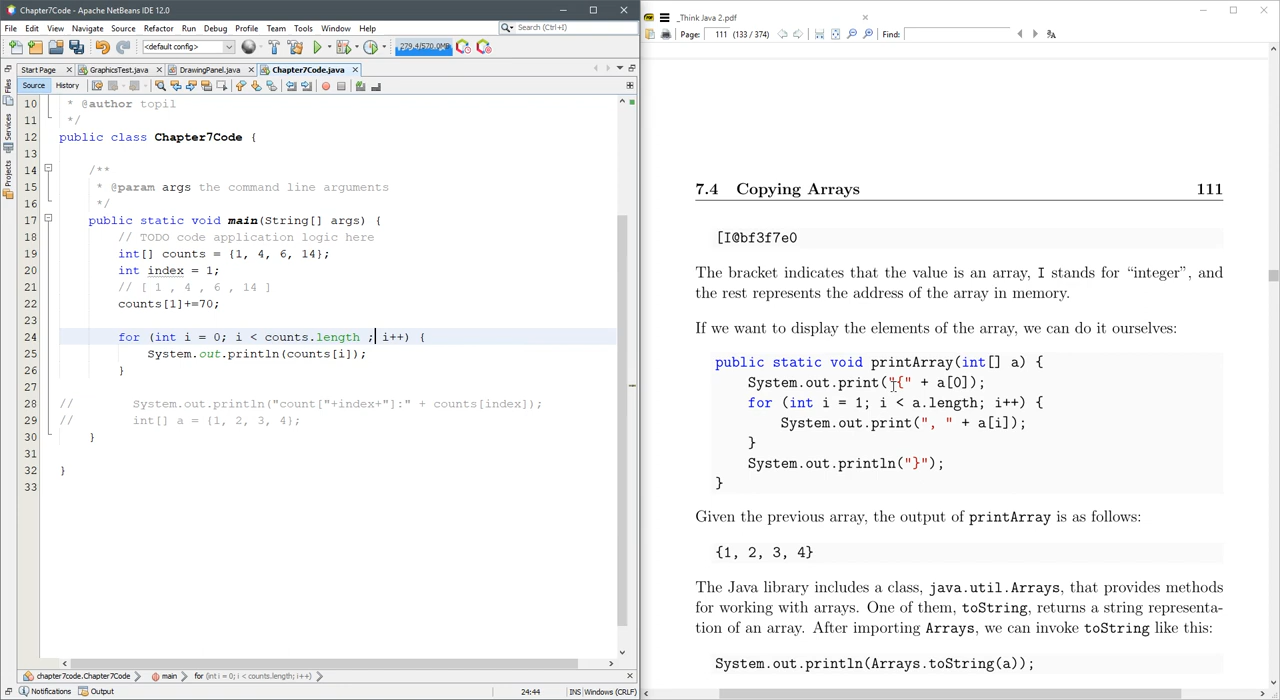 Chapter7Code - Apache NetBeans IDE 12.0
File Edit View Navigate Source Refactor Run Debug Profile Team Tools Window Help
Search (Ctrl+I)
<default config>
279.4/570.0MB
Start Page
GraphicsTest.java
DrawingPanel.java
Chapter7Code.java
Source History
Files
Services
Projects
10 * @author topil
11 */
12 public class Chapter7Code {
13
14 /**
15 * @param args the command line arguments
16 */
17 public static void main(String[] args) {
18 // TODO code application logic here
19 int[] counts = {1, 4, 6, 14};
20 int index = 1;
21 // [ 1 , 4 , 6 , 14 ]
22 counts[1]+=70;
23
24 for (int i = 0; i < counts.length ; i++) {
25 System.out.println(counts[i]);
26 }
27
28 // System.out.println("count["+index+"]:" + counts[index]);
29 // int[] a = {1, 2, 3, 4};
30 }
31
32 }
33
chapter7code.Chapter7Code
main
for (int i = 0; i < counts.length; i++)
Notifications
Output
24:44
INS
Windows (CRLF)
_Think Java 2.pdf
Page: 111 (133 / 374)
Find:
7.4 Copying Arrays 111
[I@bf3f7e0
The bracket indicates that the value is an array, I stands for “integer”, and
the rest represents the address of the array in memory.
If we want to display the elements of the array, we can do it ourselves:
public static void printArray(int[] a) {
System.out.print("{" + a[0]);
for (int i = 1; i < a.length; i++) {
System.out.print(", " + a[i]);
}
System.out.println("}");
}
Given the previous array, the output of printArray is as follows:
{1, 2, 3, 4}
The Java library includes a class, java.util.Arrays, that provides methods
for working with arrays. One of them, toString, returns a string representa-
tion of an array. After importing Arrays, we can invoke toString like this:
System.out.println(Arrays.toString(a));